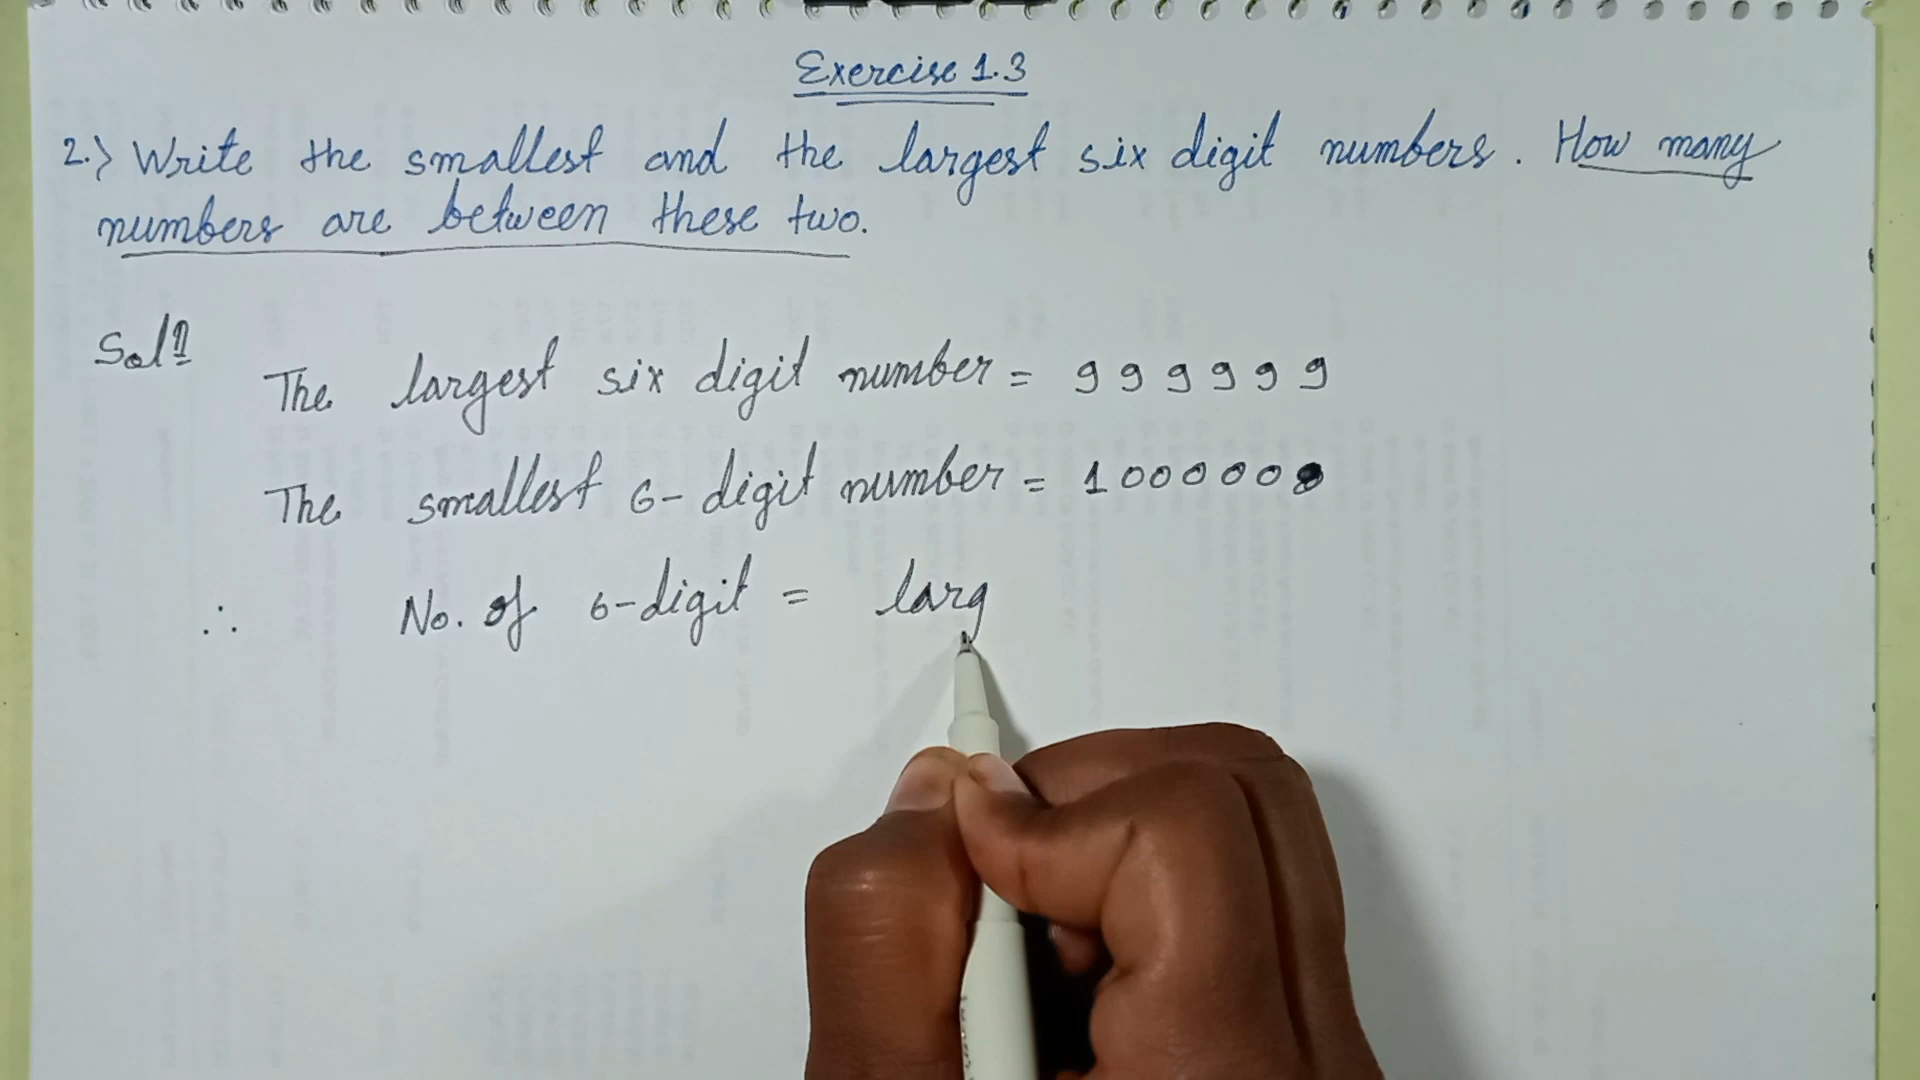 Exercise 1.3
2.) Write the smallest and the largest six digit numbers. How many
numbers are between these two.
Solⁿ
The largest six digit number = 999999
The smallest 6-digit number = 100000
∴ No. of 6-digit = larg